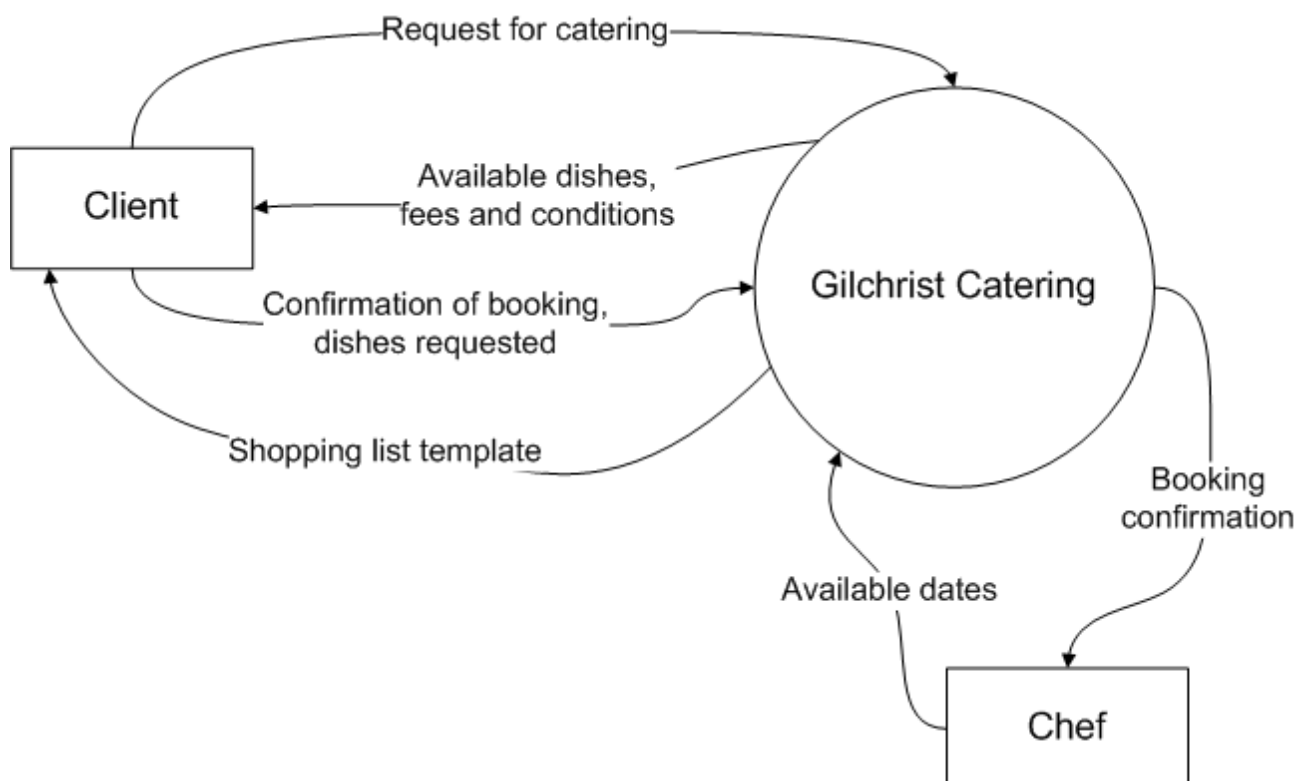 Request for catering
Available dishes,
fees and conditions
Client
Gilchrist Catering
Confirmation of booking,
dishes requested
Shopping list template
Booking
confirmation
Available dates
Chef